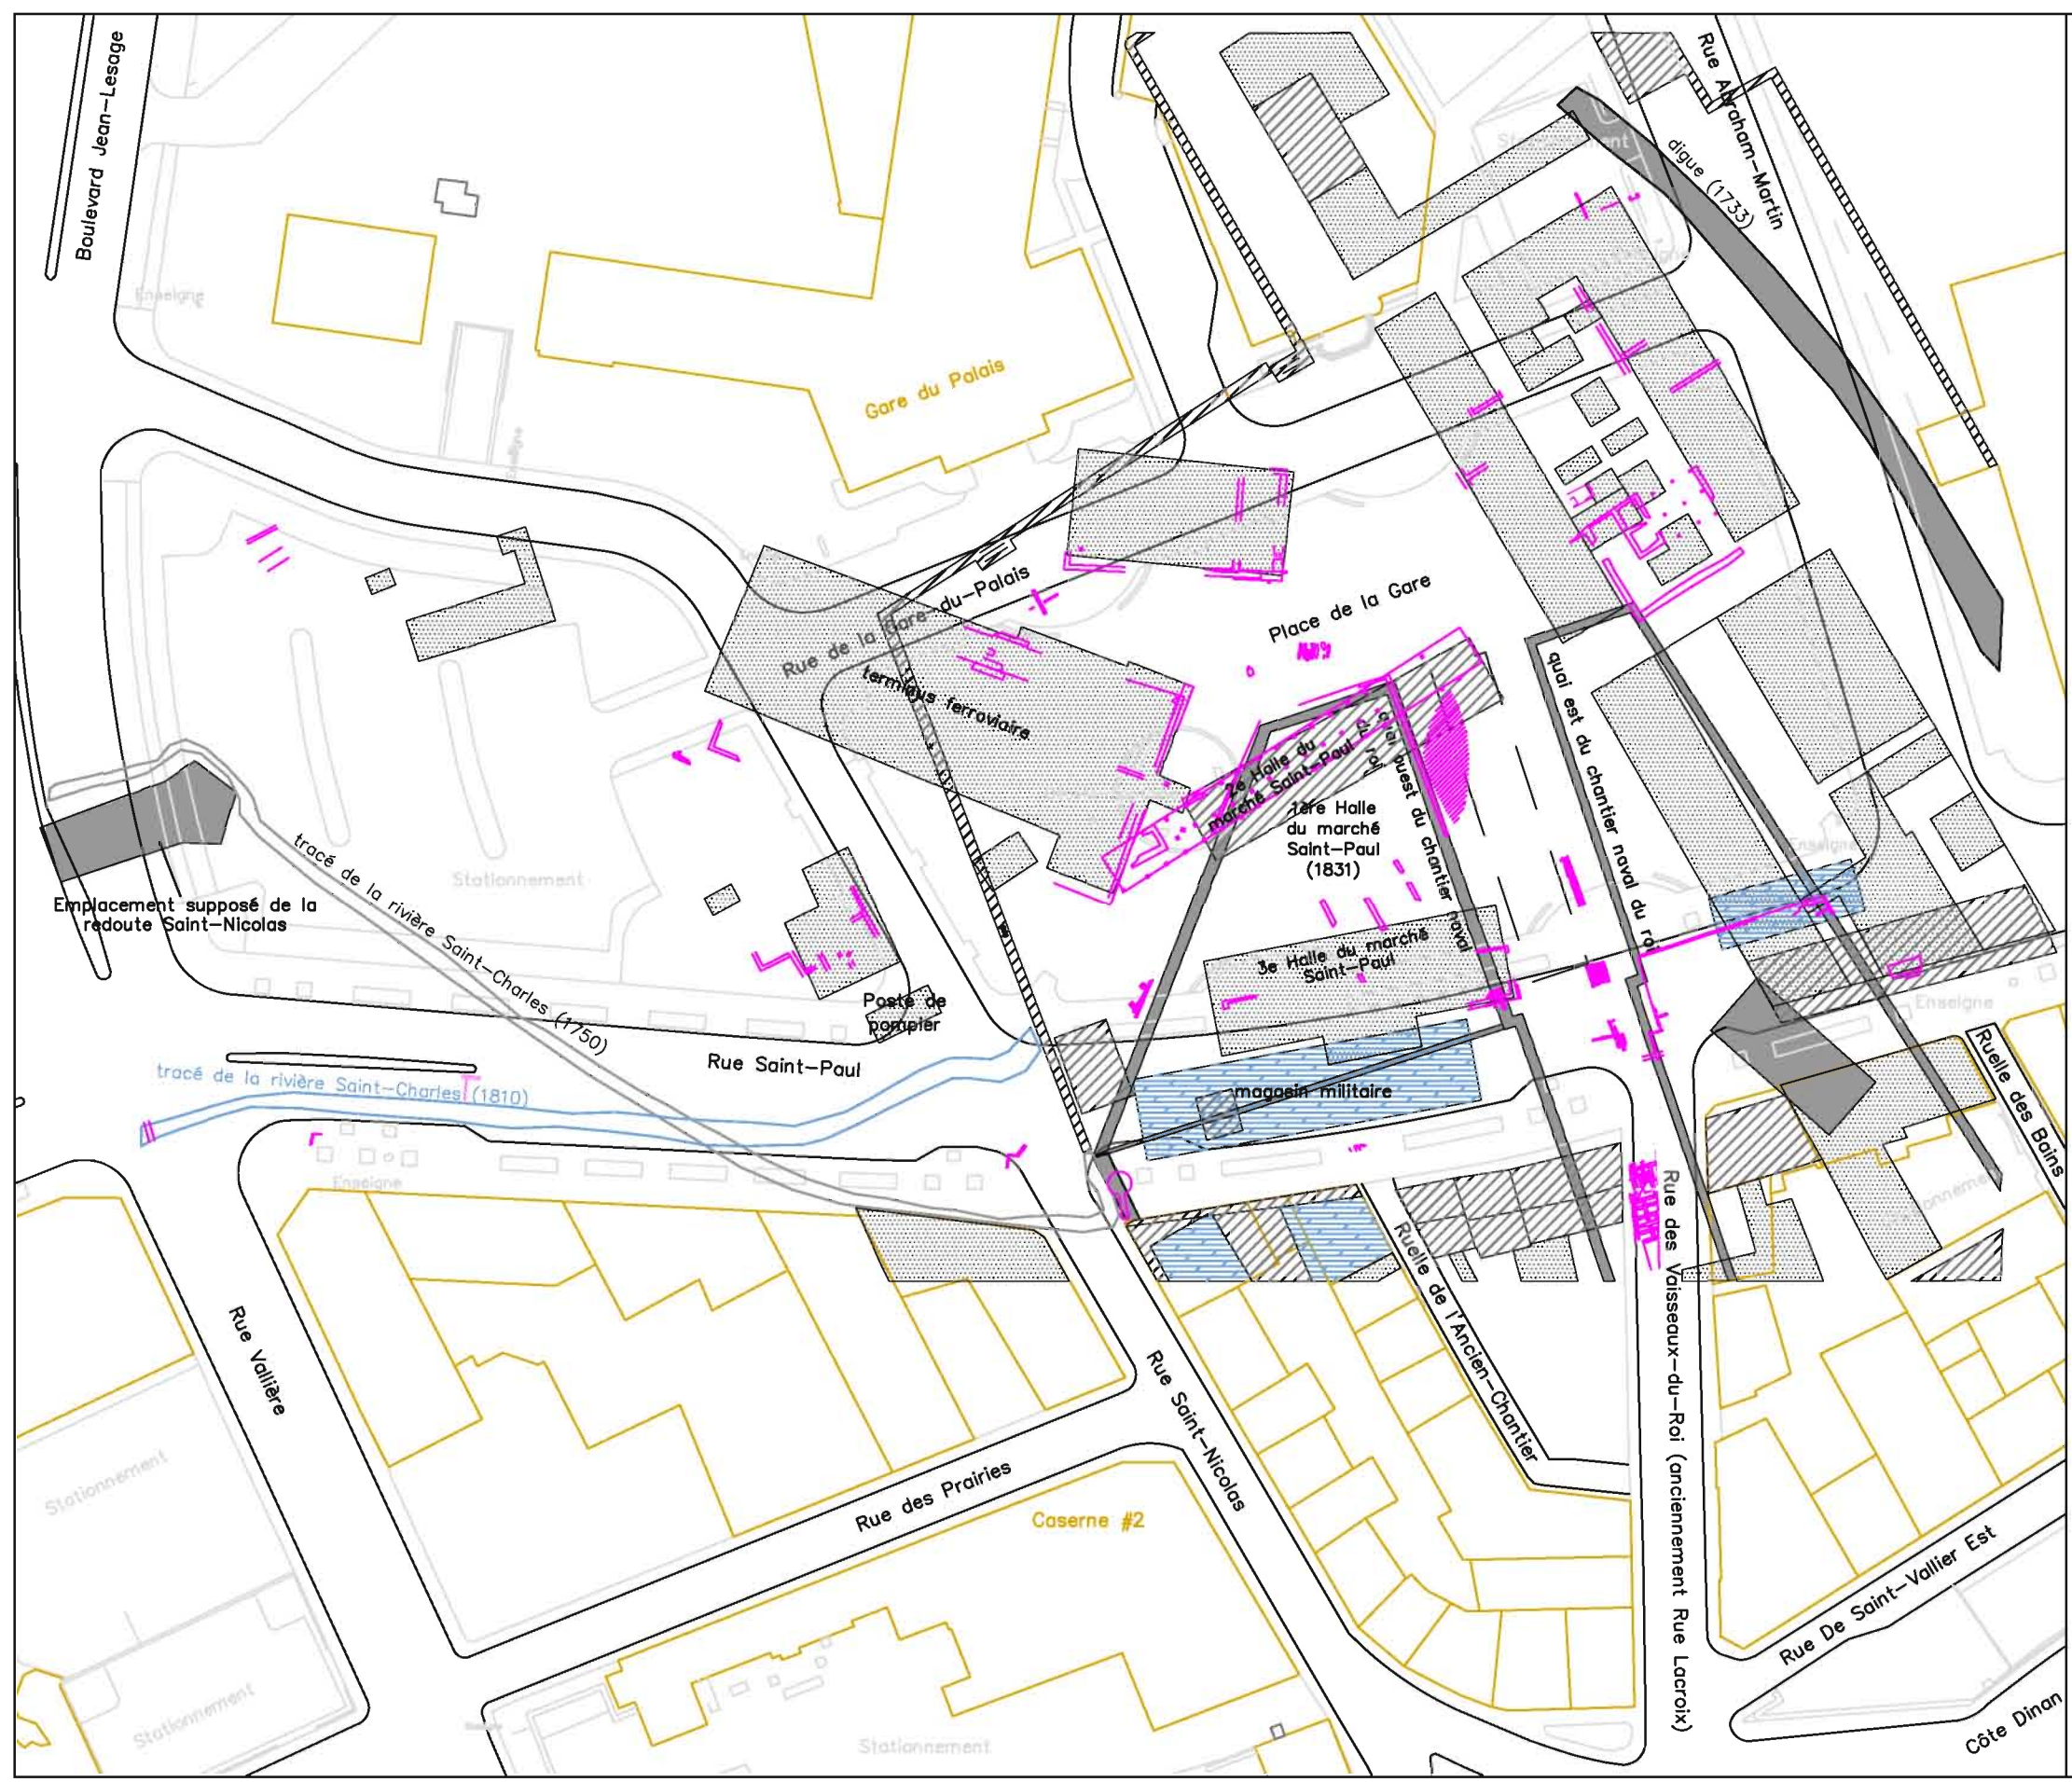 Boulevard Jean-Lesage
Rue Abraham-Martin
digue (1733)
Stationnement
Enseigne
Enseigne
Gare du Palais
Rue de la Gare-du-Palais
Place de la Gare
terminus ferroviaire
2e Halle du
marché Saint-Paul
1ère Halle
du marché
Saint-Paul
(1831)
quai ouest du chantier naval
du roi
quai est du chantier naval du roi
3e Halle du marché
Saint-Paul
Enseigne
Enseigne
Stationnement
Emplacement supposé de la
redoute Saint-Nicolas
tracé de la rivière Saint-Charles (1750)
Poste de
pompier
Rue Saint-Paul
tracé de la rivière Saint-Charles (1810)
magasin militaire
Enseigne
Ruelle des Bains
Stationnement
Rue Vallière
Rue Saint-Nicolas
Ruelle de l'Ancien-Chantier
Rue des Vaisseaux-du-Roi (anciennement Rue Lacroix)
Rue des Prairies
Caserne #2
Stationnement
Stationnement
Stationnement
Rue De Saint-Vallier Est
Côte Dinan